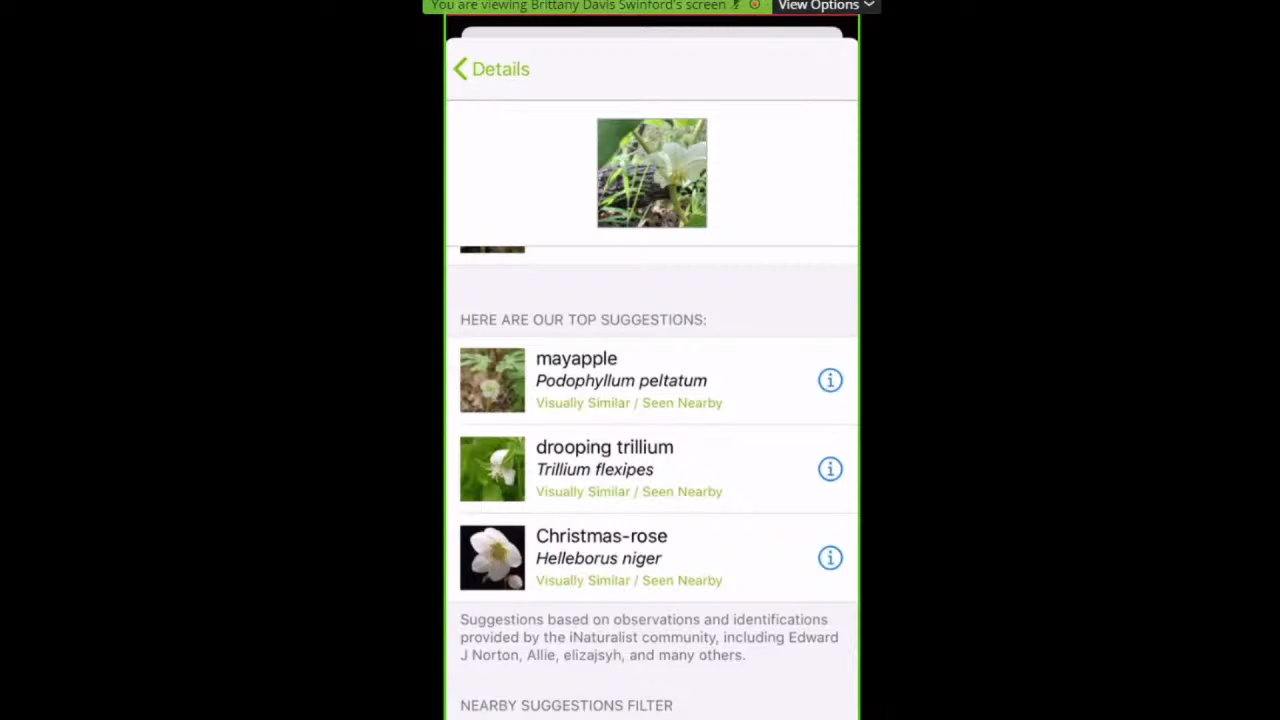 You are viewing Brittany Davis Swinford's screen
View Options
Details
HERE ARE OUR TOP SUGGESTIONS:
mayapple
Podophyllum peltatum
Visually Similar / Seen Nearby
drooping trillium
Trillium flexipes
Visually Similar / Seen Nearby
Christmas-rose
Helleborus niger
Visually Similar / Seen Nearby
Suggestions based on observations and identifications
provided by the iNaturalist community, including Edward
J Norton, Allie, elizajsyh, and many others.
NEARBY SUGGESTIONS FILTER